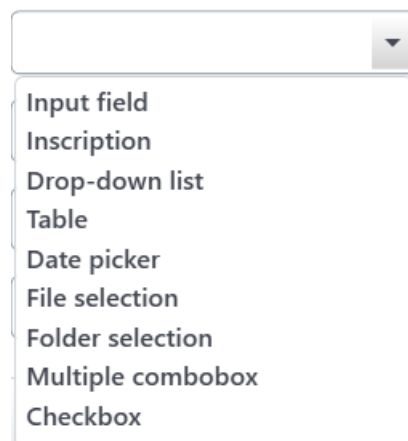 Input field
Inscription
Drop-down list
Table
Date picker
File selection
Folder selection
Multiple combobox
Checkbox